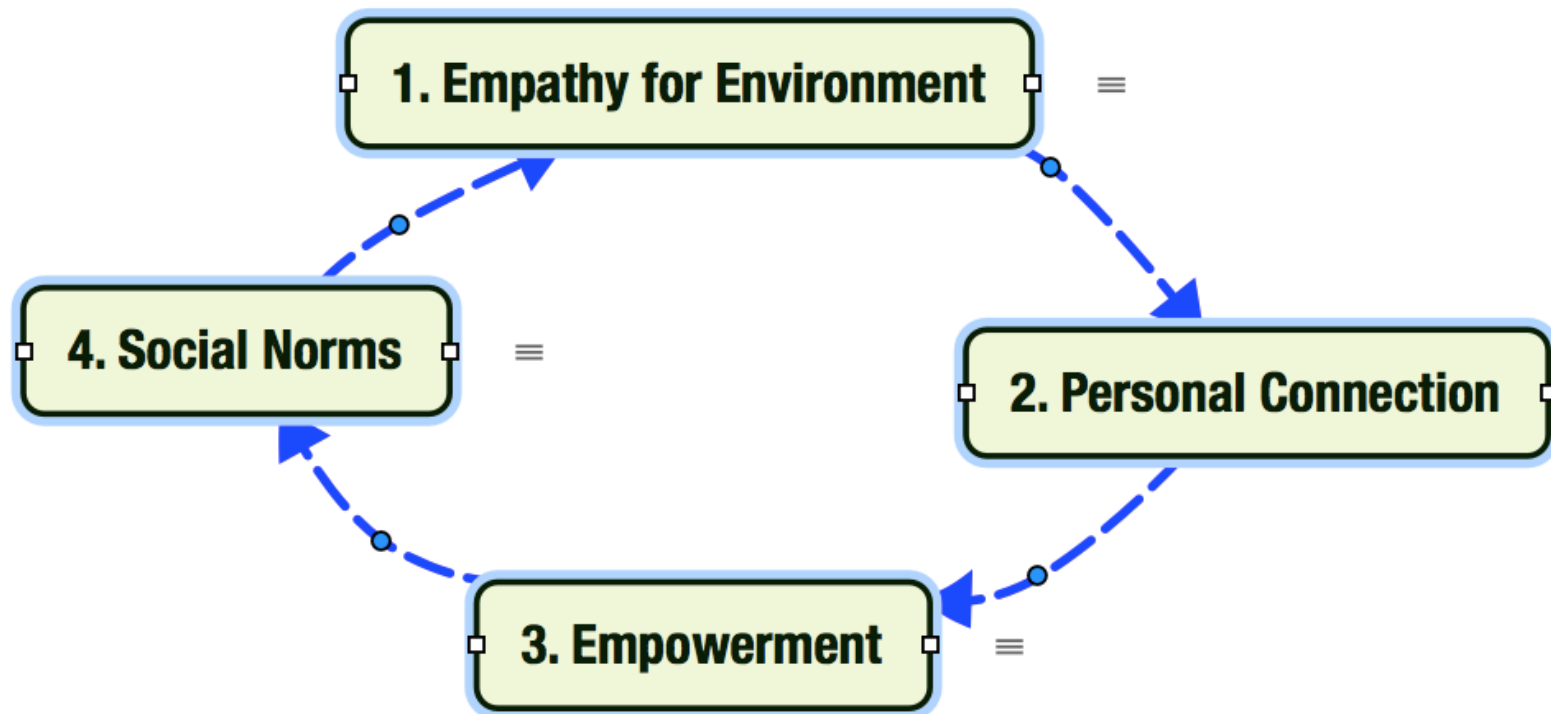 1. Empathy for Environment
4. Social Norms
2. Personal Connection
3. Empowerment